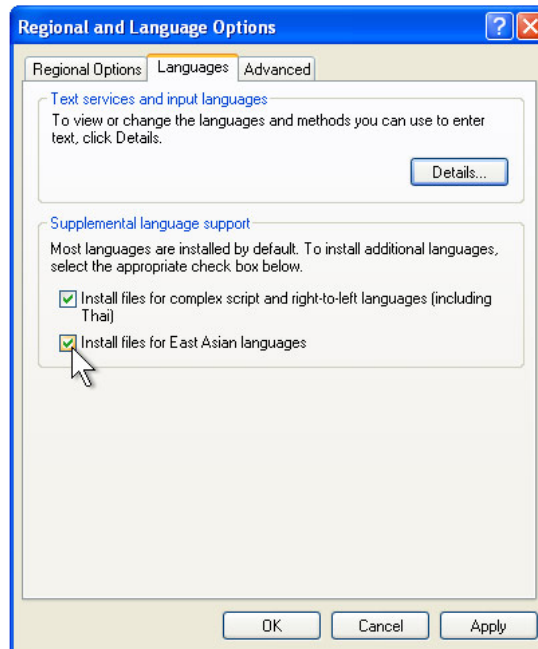 Regional and Language Options
Regional Options Languages Advanced
Text services and input languages
To view or change the languages and methods you can use to enter
text, click Details.
Details...
Supplemental language support
Most languages are installed by default. To install additional languages,
select the appropriate check box below.
Install files for complex script and right-to-left languages (including
Thai)
Install files for East Asian languages
OK Cancel Apply